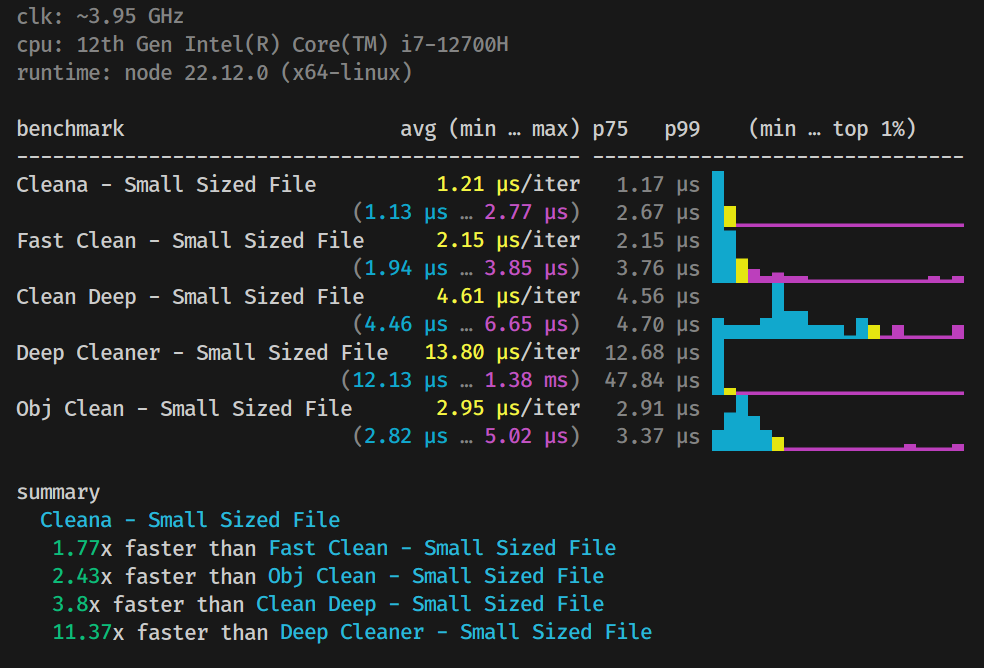 clk: ~3.95 GHz
cpu: 12th Gen Intel(R) Core(TM) i7-12700H
runtime: node 22.12.0 (x64-linux)
benchmark avg (min … max) p75 p99 (min … top 1%)
----------------------------------------------- -------------------------------
Cleana - Small Sized File 1.21 µs/iter 1.17 µs
(1.13 µs … 2.77 µs) 2.67 µs
Fast Clean - Small Sized File 2.15 µs/iter 2.15 µs
(1.94 µs … 3.85 µs) 3.76 µs
Clean Deep - Small Sized File 4.61 µs/iter 4.56 µs
(4.46 µs … 6.65 µs) 4.70 µs
Deep Cleaner - Small Sized File 13.80 µs/iter 12.68 µs
(12.13 µs … 1.38 ms) 47.84 µs
Obj Clean - Small Sized File 2.95 µs/iter 2.91 µs
(2.82 µs … 5.02 µs) 3.37 µs
summary
Cleana - Small Sized File
1.77x faster than Fast Clean - Small Sized File
2.43x faster than Obj Clean - Small Sized File
3.8x faster than Clean Deep - Small Sized File
11.37x faster than Deep Cleaner - Small Sized File